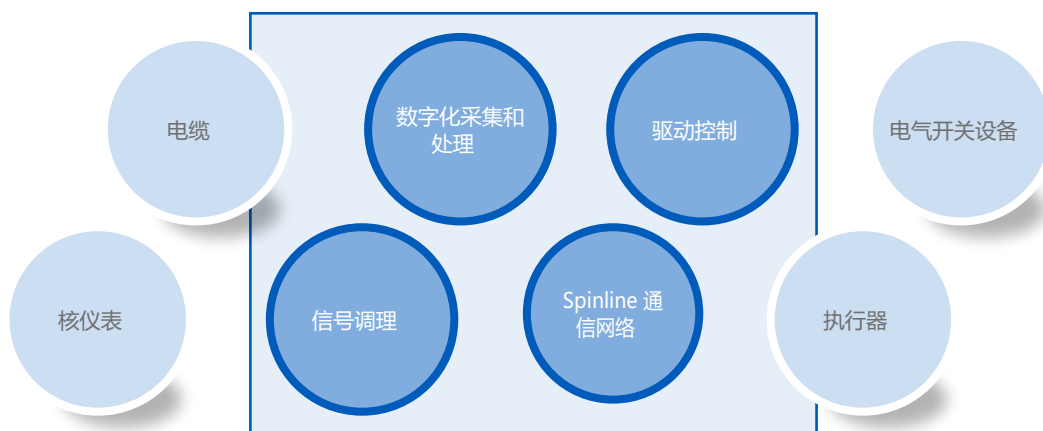 电缆
数字化采集和
处理
驱动控制
电气开关设备
核仪表
信号调理
Spinline 通
信网络
执行器